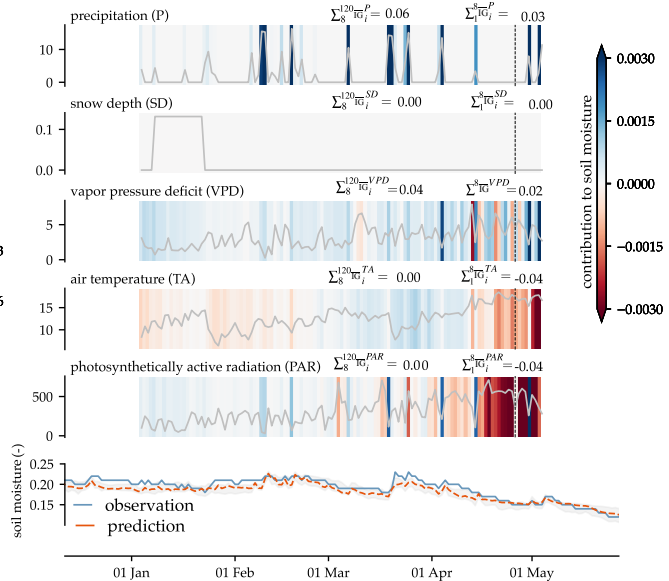 precipitation (P) Σ₈¹²⁰ IG̅ᵢᴾ = 0.06 Σ₁⁸ IG̅ᵢᴾ = 0.03
10
0
snow depth (SD) Σ₈¹²⁰ IG̅ᵢˢᴰ = 0.00 Σ₁⁸ IG̅ᵢˢᴰ = 0.00
0.1
0.0
vapor pressure deficit (VPD) Σ₈¹²⁰ IG̅ᵢⱽᴾᴰ = 0.04 Σ⁸ IG̅ᵢⱽᴾᴰ = 0.02
5
0
air temperature (TA) Σ₈¹²⁰ IG̅ᵢᵀᴬ = 0.00 Σ₁⁸ IG̅ᵢᵀᴬ = -0.04
15
10
photosynthetically active radiation (PAR) Σ₈¹²⁰ IG̅ᵢᴾᴬᴿ = 0.00 Σ₁⁸ IG̅ᵢᴾᴬᴿ = -0.04
500
0
0.0030
0.0015
0.0000
−0.0015
−0.0030
contribution to soil moisture
soil moisture (-)
0.25
0.20
0.15
observation
prediction
01 Jan 01 Feb 01 Mar 01 Apr 01 May